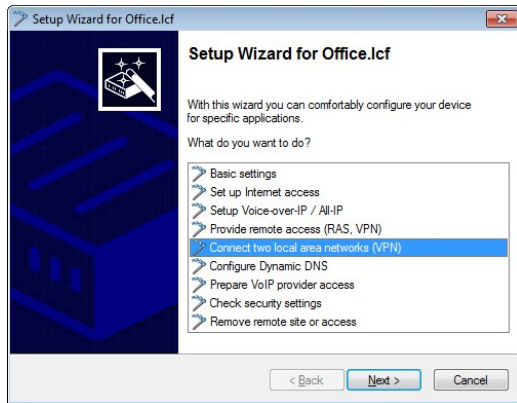 Setup Wizard for Office.lcf
Setup Wizard for Office.lcf
With this wizard you can comfortably configure your device
for specific applications.
What do you want to do?
Basic settings
Set up Internet access
Setup Voice-over-IP / All-IP
Provide remote access (RAS, VPN)
Connect two local area networks (VPN)
Configure Dynamic DNS
Prepare VoIP provider access
Check security settings
Remove remote site or access
< Back Next > Cancel